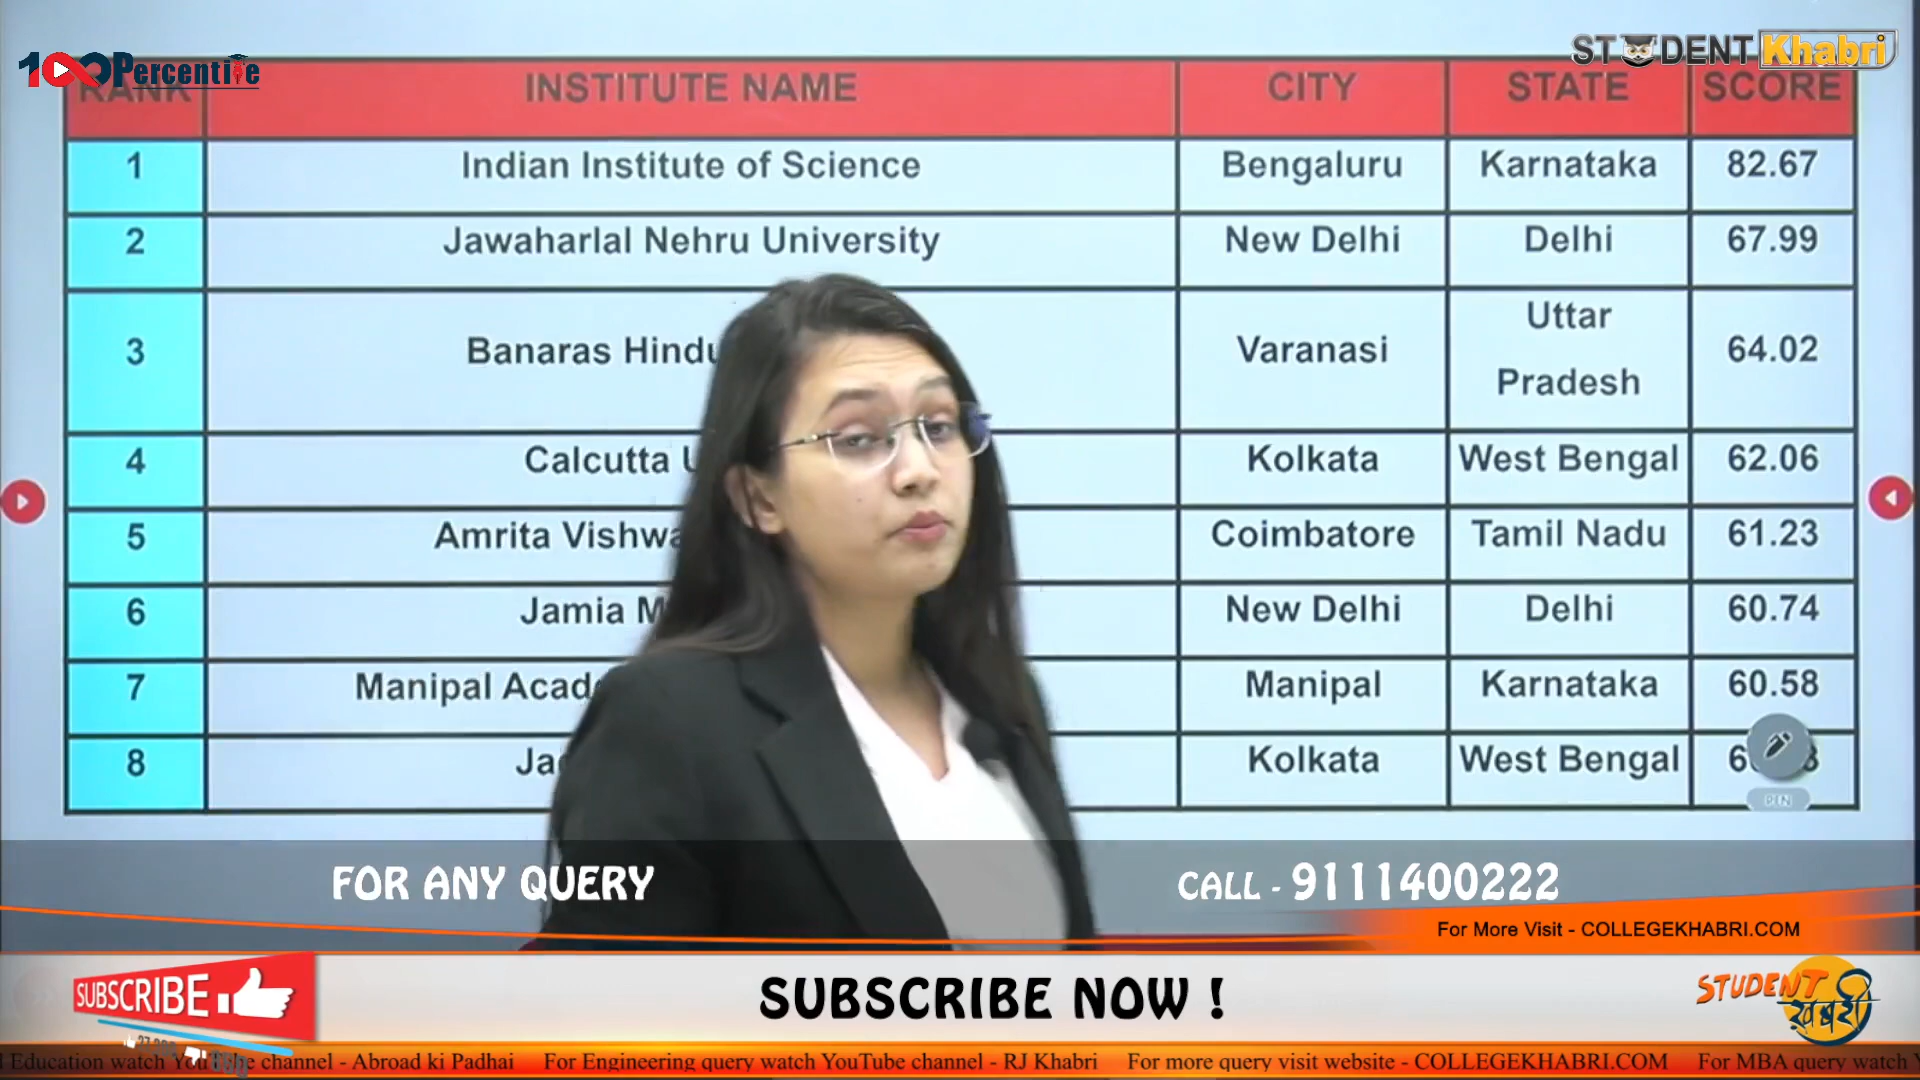 100Percentile
STUDENT Khabri
RANK INSTITUTE NAME CITY STATE SCORE
1 Indian Institute of Science Bengaluru Karnataka 82.67
2 Jawaharlal Nehru University New Delhi Delhi 67.99
3 Banaras Hindu Varanasi Uttar Pradesh 64.02
4 Calcutta Kolkata West Bengal 62.06
5 Amrita Coimbatore Tamil Nadu 61.23
6 Jamia New Delhi Delhi 60.74
7 Manipal Manipal Karnataka 60.58
8 Kolkata West Bengal
PEN
FOR ANY QUERY CALL - 9111400222
For More Visit - COLLEGEKHABRI.COM
SUBSCRIBE
SUBSCRIBE NOW !
STUDENT
ख़बरी
Education watch YouTube channel - Abroad ki Padhai For Engineering query watch YouTube channel - RJ Khabri For more query visit website - COLLEGEKHABRI.COM For MBA query watch